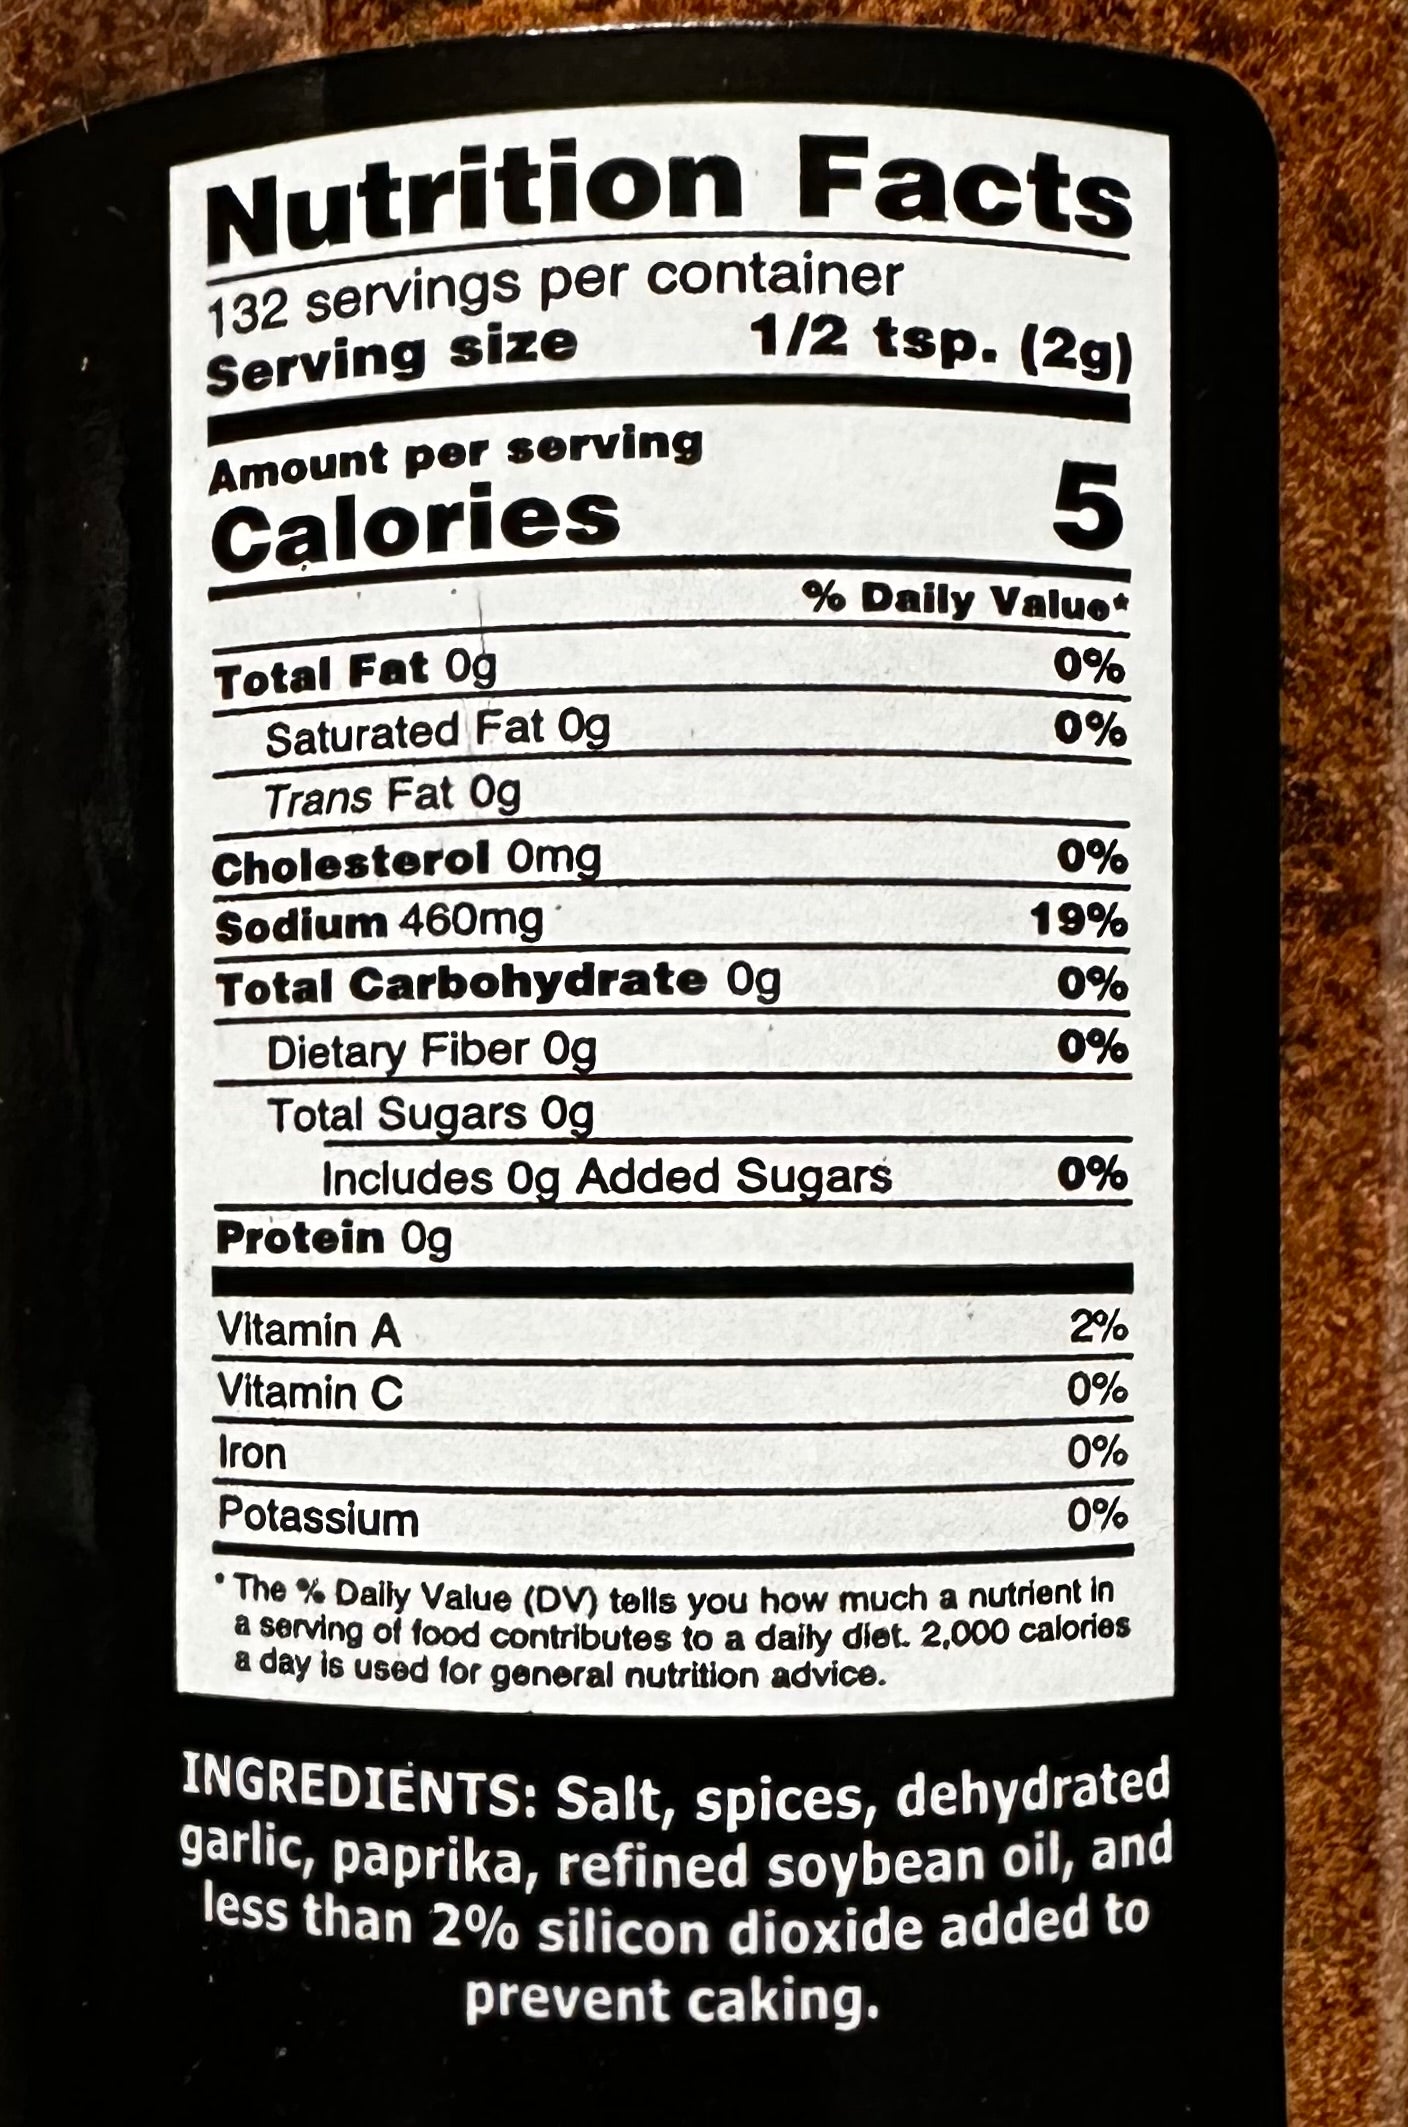 Nutrition Facts
132 servings per container
Serving size 1/2 tsp. (2g)
Amount per serving
Calories 5
% Daily Value*
Total Fat 0g 0%
Saturated Fat 0g 0%
Trans Fat 0g
Cholesterol 0mg 0%
Sodium 460mg 19%
Total Carbohydrate 0g 0%
Dietary Fiber 0g 0%
Total Sugars 0g
Includes 0g Added Sugars 0%
Protein 0g
Vitamin A 2%
Vitamin C 0%
Iron 0%
Potassium 0%
* The % Daily Value (DV) tells you how much a nutrient in
a serving of food contributes to a daily diet. 2,000 calories
a day is used for general nutrition advice.
INGREDIENTS: Salt, spices, dehydrated
garlic, paprika, refined soybean oil, and
less than 2% silicon dioxide added to
prevent caking.